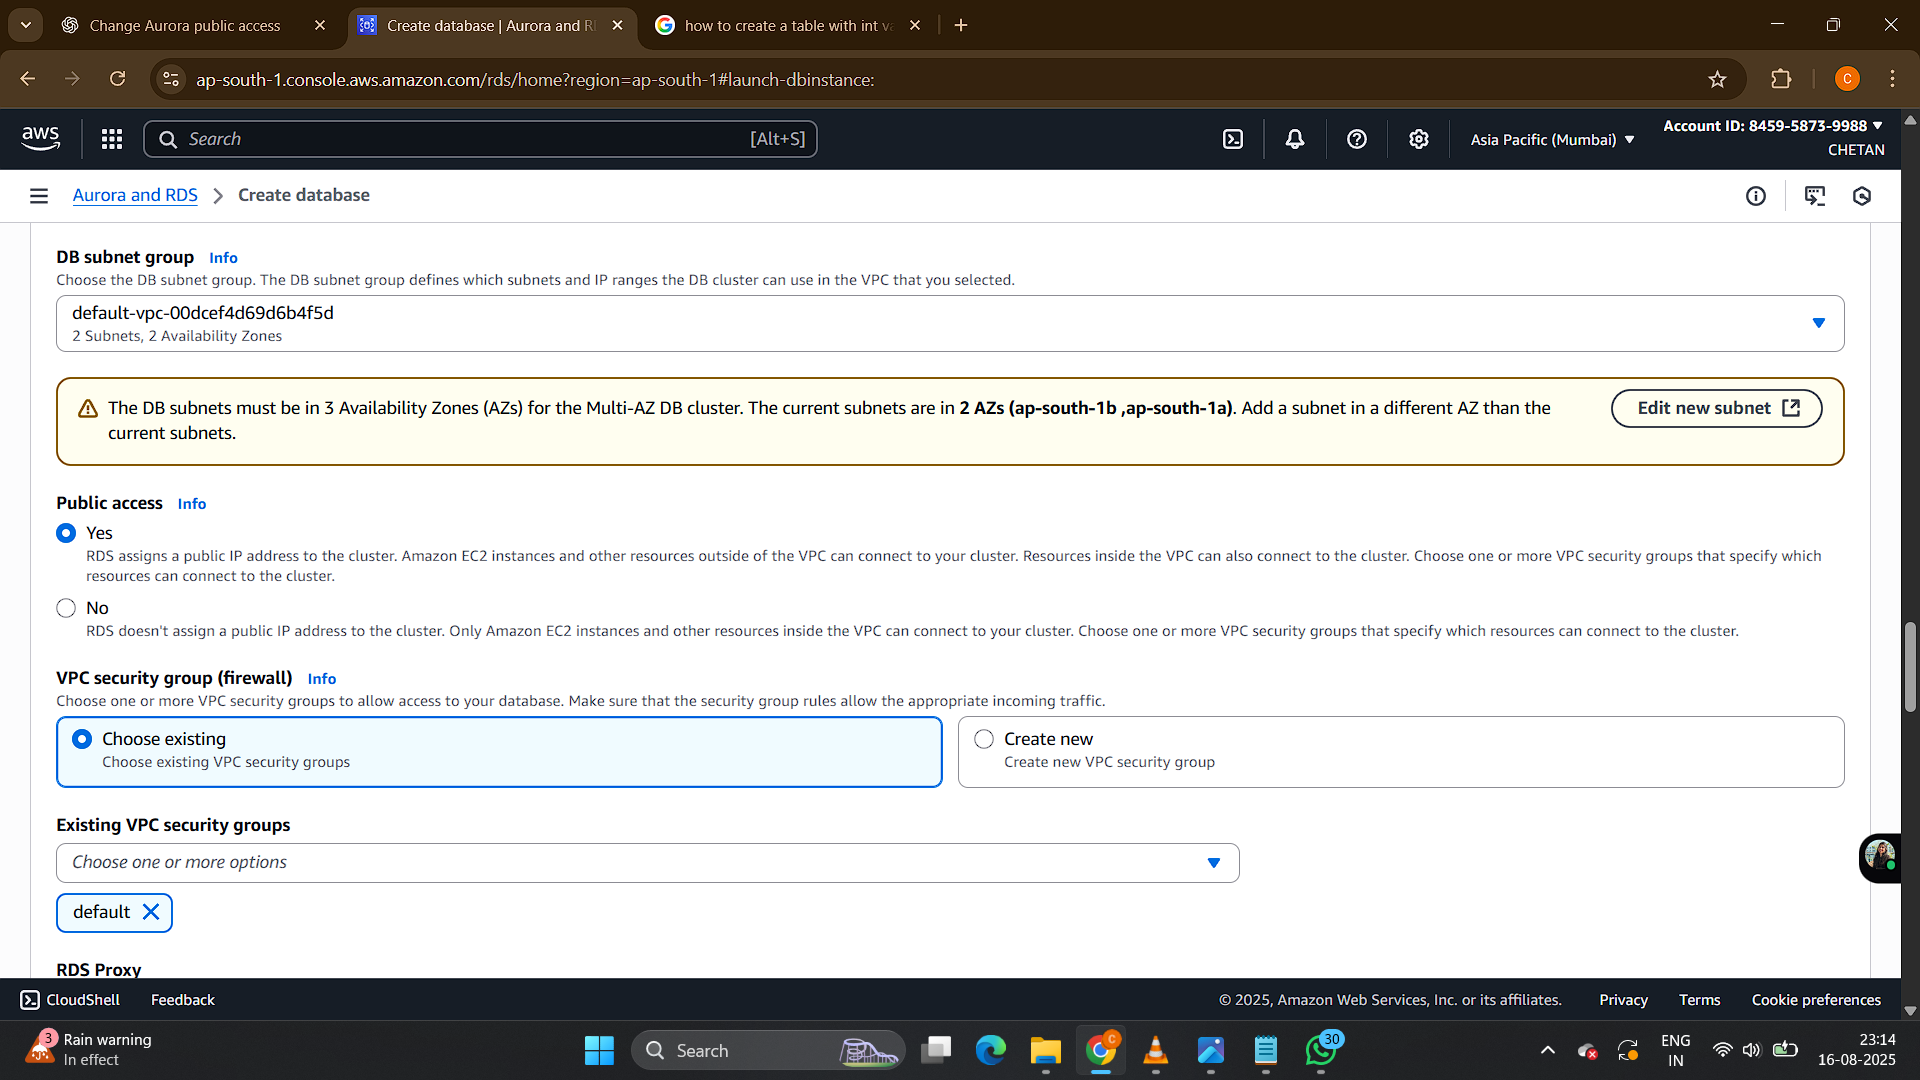 Change Aurora public access
Create database | Aurora and R
how to create a table with int va
ap-south-1.console.aws.amazon.com/rds/home?region=ap-south-1#launch-dbinstance:
C
aws
Search
[Alt+S]
Asia Pacific (Mumbai)
Account ID: 8459-5873-9988
CHETAN
Aurora and RDS
Create database
DB subnet group Info
Choose the DB subnet group. The DB subnet group defines which subnets and IP ranges the DB cluster can use in the VPC that you selected.
default-vpc-00dcef4d69d6b4f5d
2 Subnets, 2 Availability Zones
The DB subnets must be in 3 Availability Zones (AZs) for the Multi-AZ DB cluster. The current subnets are in 2 AZs (ap-south-1b ,ap-south-1a). Add a subnet in a different AZ than the
current subnets.
Edit new subnet
Public access Info
Yes
RDS assigns a public IP address to the cluster. Amazon EC2 instances and other resources outside of the VPC can connect to your cluster. Resources inside the VPC can also connect to the cluster. Choose one or more VPC security groups that specify which
resources can connect to the cluster.
No
RDS doesn't assign a public IP address to the cluster. Only Amazon EC2 instances and other resources inside the VPC can connect to your cluster. Choose one or more VPC security groups that specify which resources can connect to the cluster.
VPC security group (firewall) Info
Choose one or more VPC security groups to allow access to your database. Make sure that the security group rules allow the appropriate incoming traffic.
Choose existing
Choose existing VPC security groups
Create new
Create new VPC security group
Existing VPC security groups
Choose one or more options
default
RDS Proxy
CloudShell
Feedback
© 2025, Amazon Web Services, Inc. or its affiliates.
Privacy
Terms
Cookie preferences
3
Rain warning
In effect
Search
C
30
ENG
IN
23:14
16-08-2025